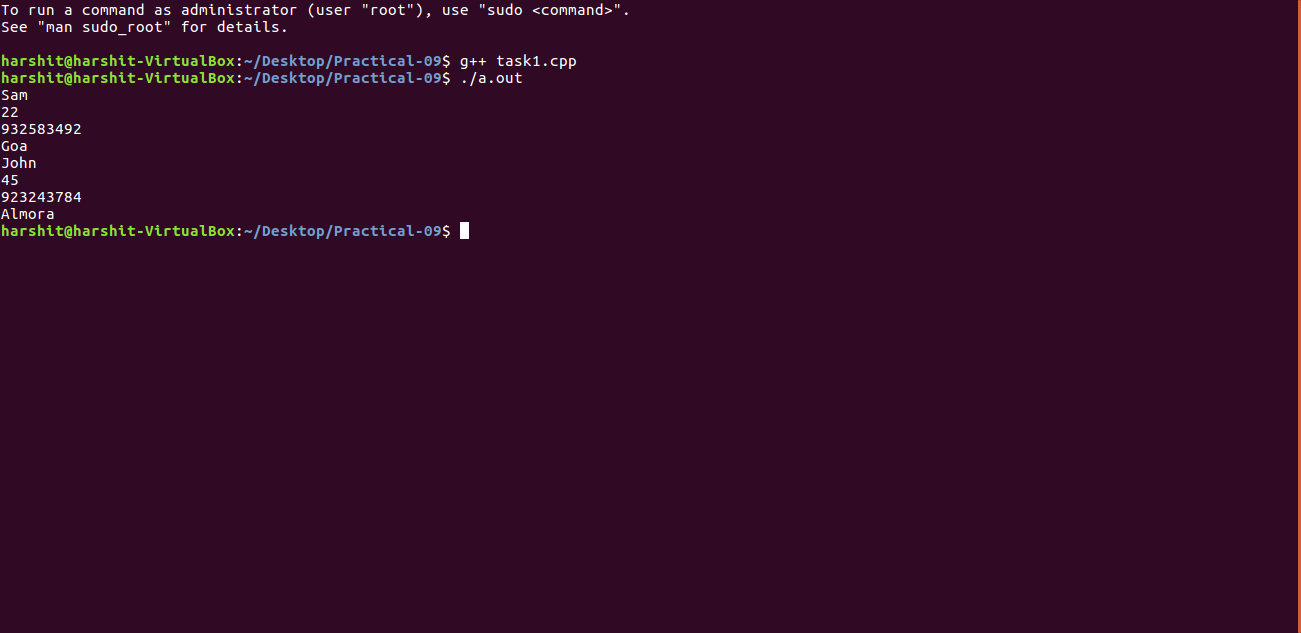 To run a command as administrator (user "root"), use "sudo <command>".
See "man sudo_root" for details.
harshit@harshit-VirtualBox:~/Desktop/Practical-09$ g++ task1.cpp
harshit@harshit-VirtualBox:~/Desktop/Practical-09$ ./a.out
Sam
22
932583492
Goa
John
45
923243784
Almora
harshit@harshit-VirtualBox:~/Desktop/Practical-09$